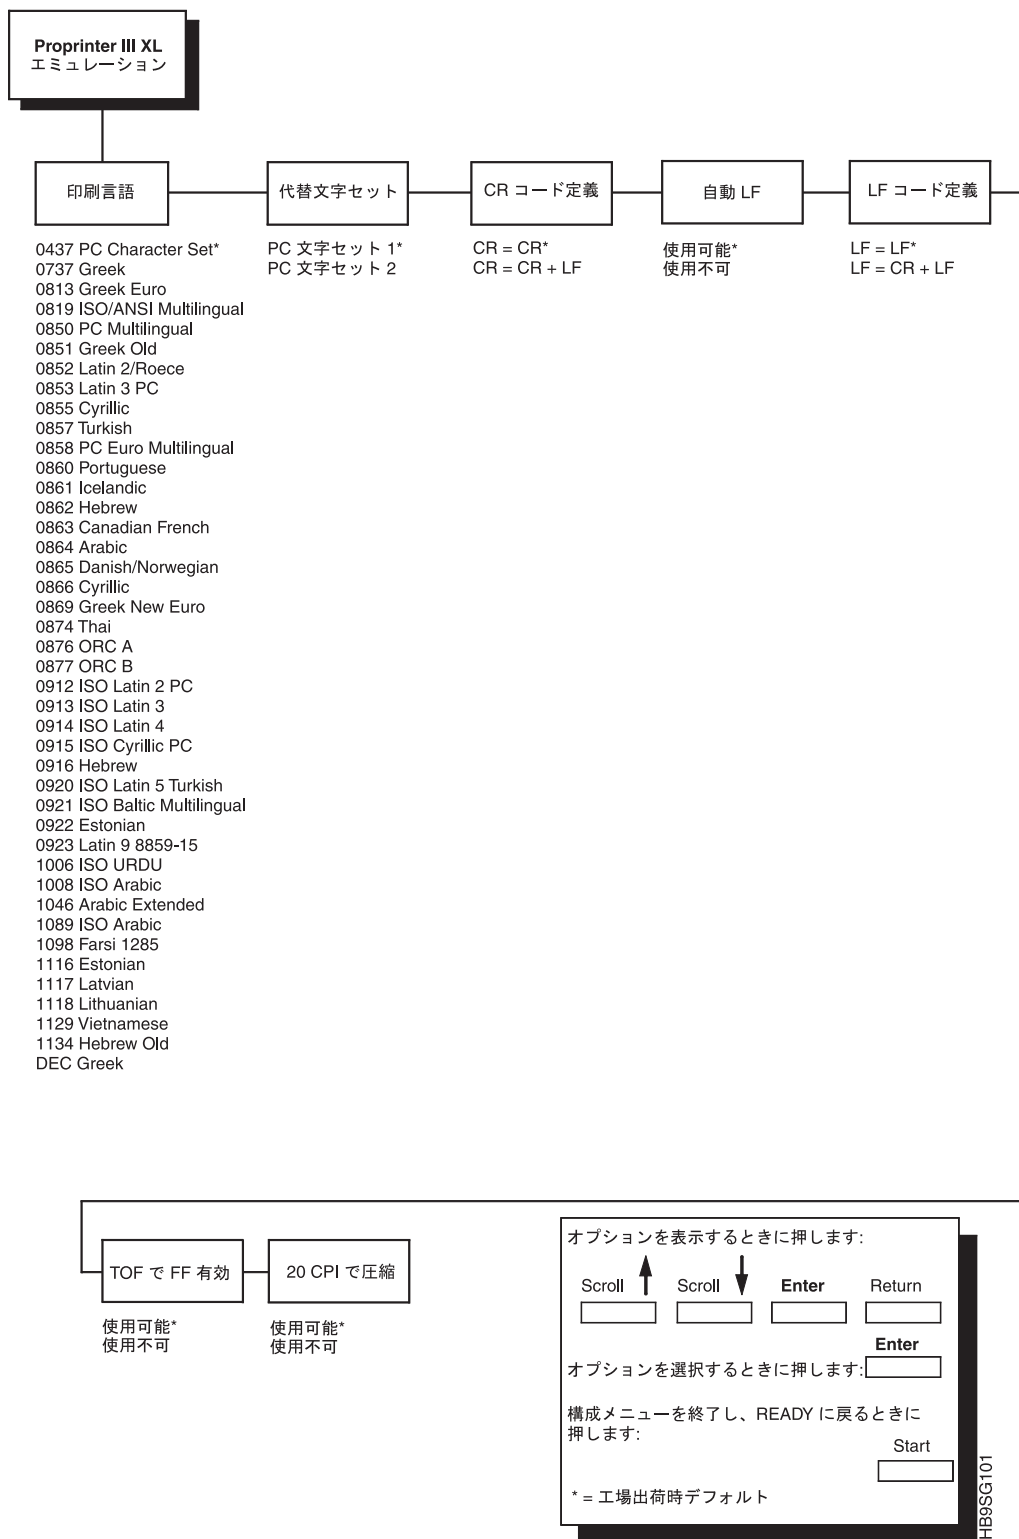 Proprinter III XL
エミュレーション
印刷言語
0437 PC Character Set*
0737 Greek
0813 Greek Euro
0819 ISO/ANSI Multilingual
0850 PC Multilingual
0851 Greek Old
0852 Latin 2/Roece
0853 Latin 3 PC
0855 Cyrillic
0857 Turkish
0858 PC Euro Multilingual
0860 Portuguese
0861 Icelandic
0862 Hebrew
0863 Canadian French
0864 Arabic
0865 Danish/Norwegian
0866 Cyrillic
0869 Greek New Euro
0874 Thai
0876 ORC A
0877 ORC B
0912 ISO Latin 2 PC
0913 ISO Latin 3
0914 ISO Latin 4
0915 ISO Cyrillic PC
0916 Hebrew
0920 ISO Latin 5 Turkish
0921 ISO Baltic Multilingual
0922 Estonian
0923 Latin 9 8859-15
1006 ISO URDU
1008 ISO Arabic
1046 Arabic Extended
1089 ISO Arabic
1098 Farsi 1285
1116 Estonian
1117 Latvian
1118 Lithuanian
1129 Vietnamese
1134 Hebrew Old
DEC Greek
代替文字セット
PC 文字セット 1*
PC 文字セット 2
CR コード定義
CR = CR*
CR = CR + LF
自動 LF
使用可能*
使用不可
LF コード定義
LF = LF*
LF = CR + LF
TOF で FF 有効
使用可能*
使用不可
20 CPI で圧縮
使用可能*
使用不可
オプションを表示するときに押します:
Scroll Scroll Enter Return
Enter
オプションを選択するときに押します:
構成メニューを終了し、READY に戻るときに
押します:
Start
* = 工場出荷時デフォルト
HB9SG101